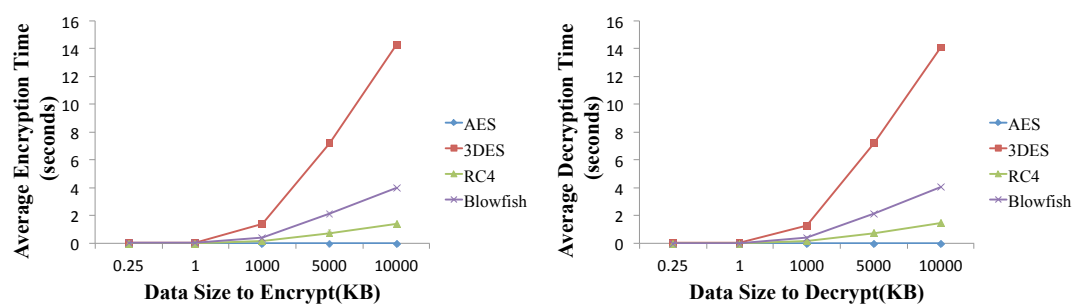 Average Encryption Time
(seconds)
16
14
12
10
8
6
4
2
0
0.25 1 1000 5000 10000
Data Size to Encrypt(KB)
AES
3DES
RC4
Blowfish
Average Decryption Time
(seconds)
16
14
12
10
8
6
4
2
0
0.25 1 1000 5000 10000
Data Size to Decrypt(KB)
AES
3DES
RC4
Blowfish